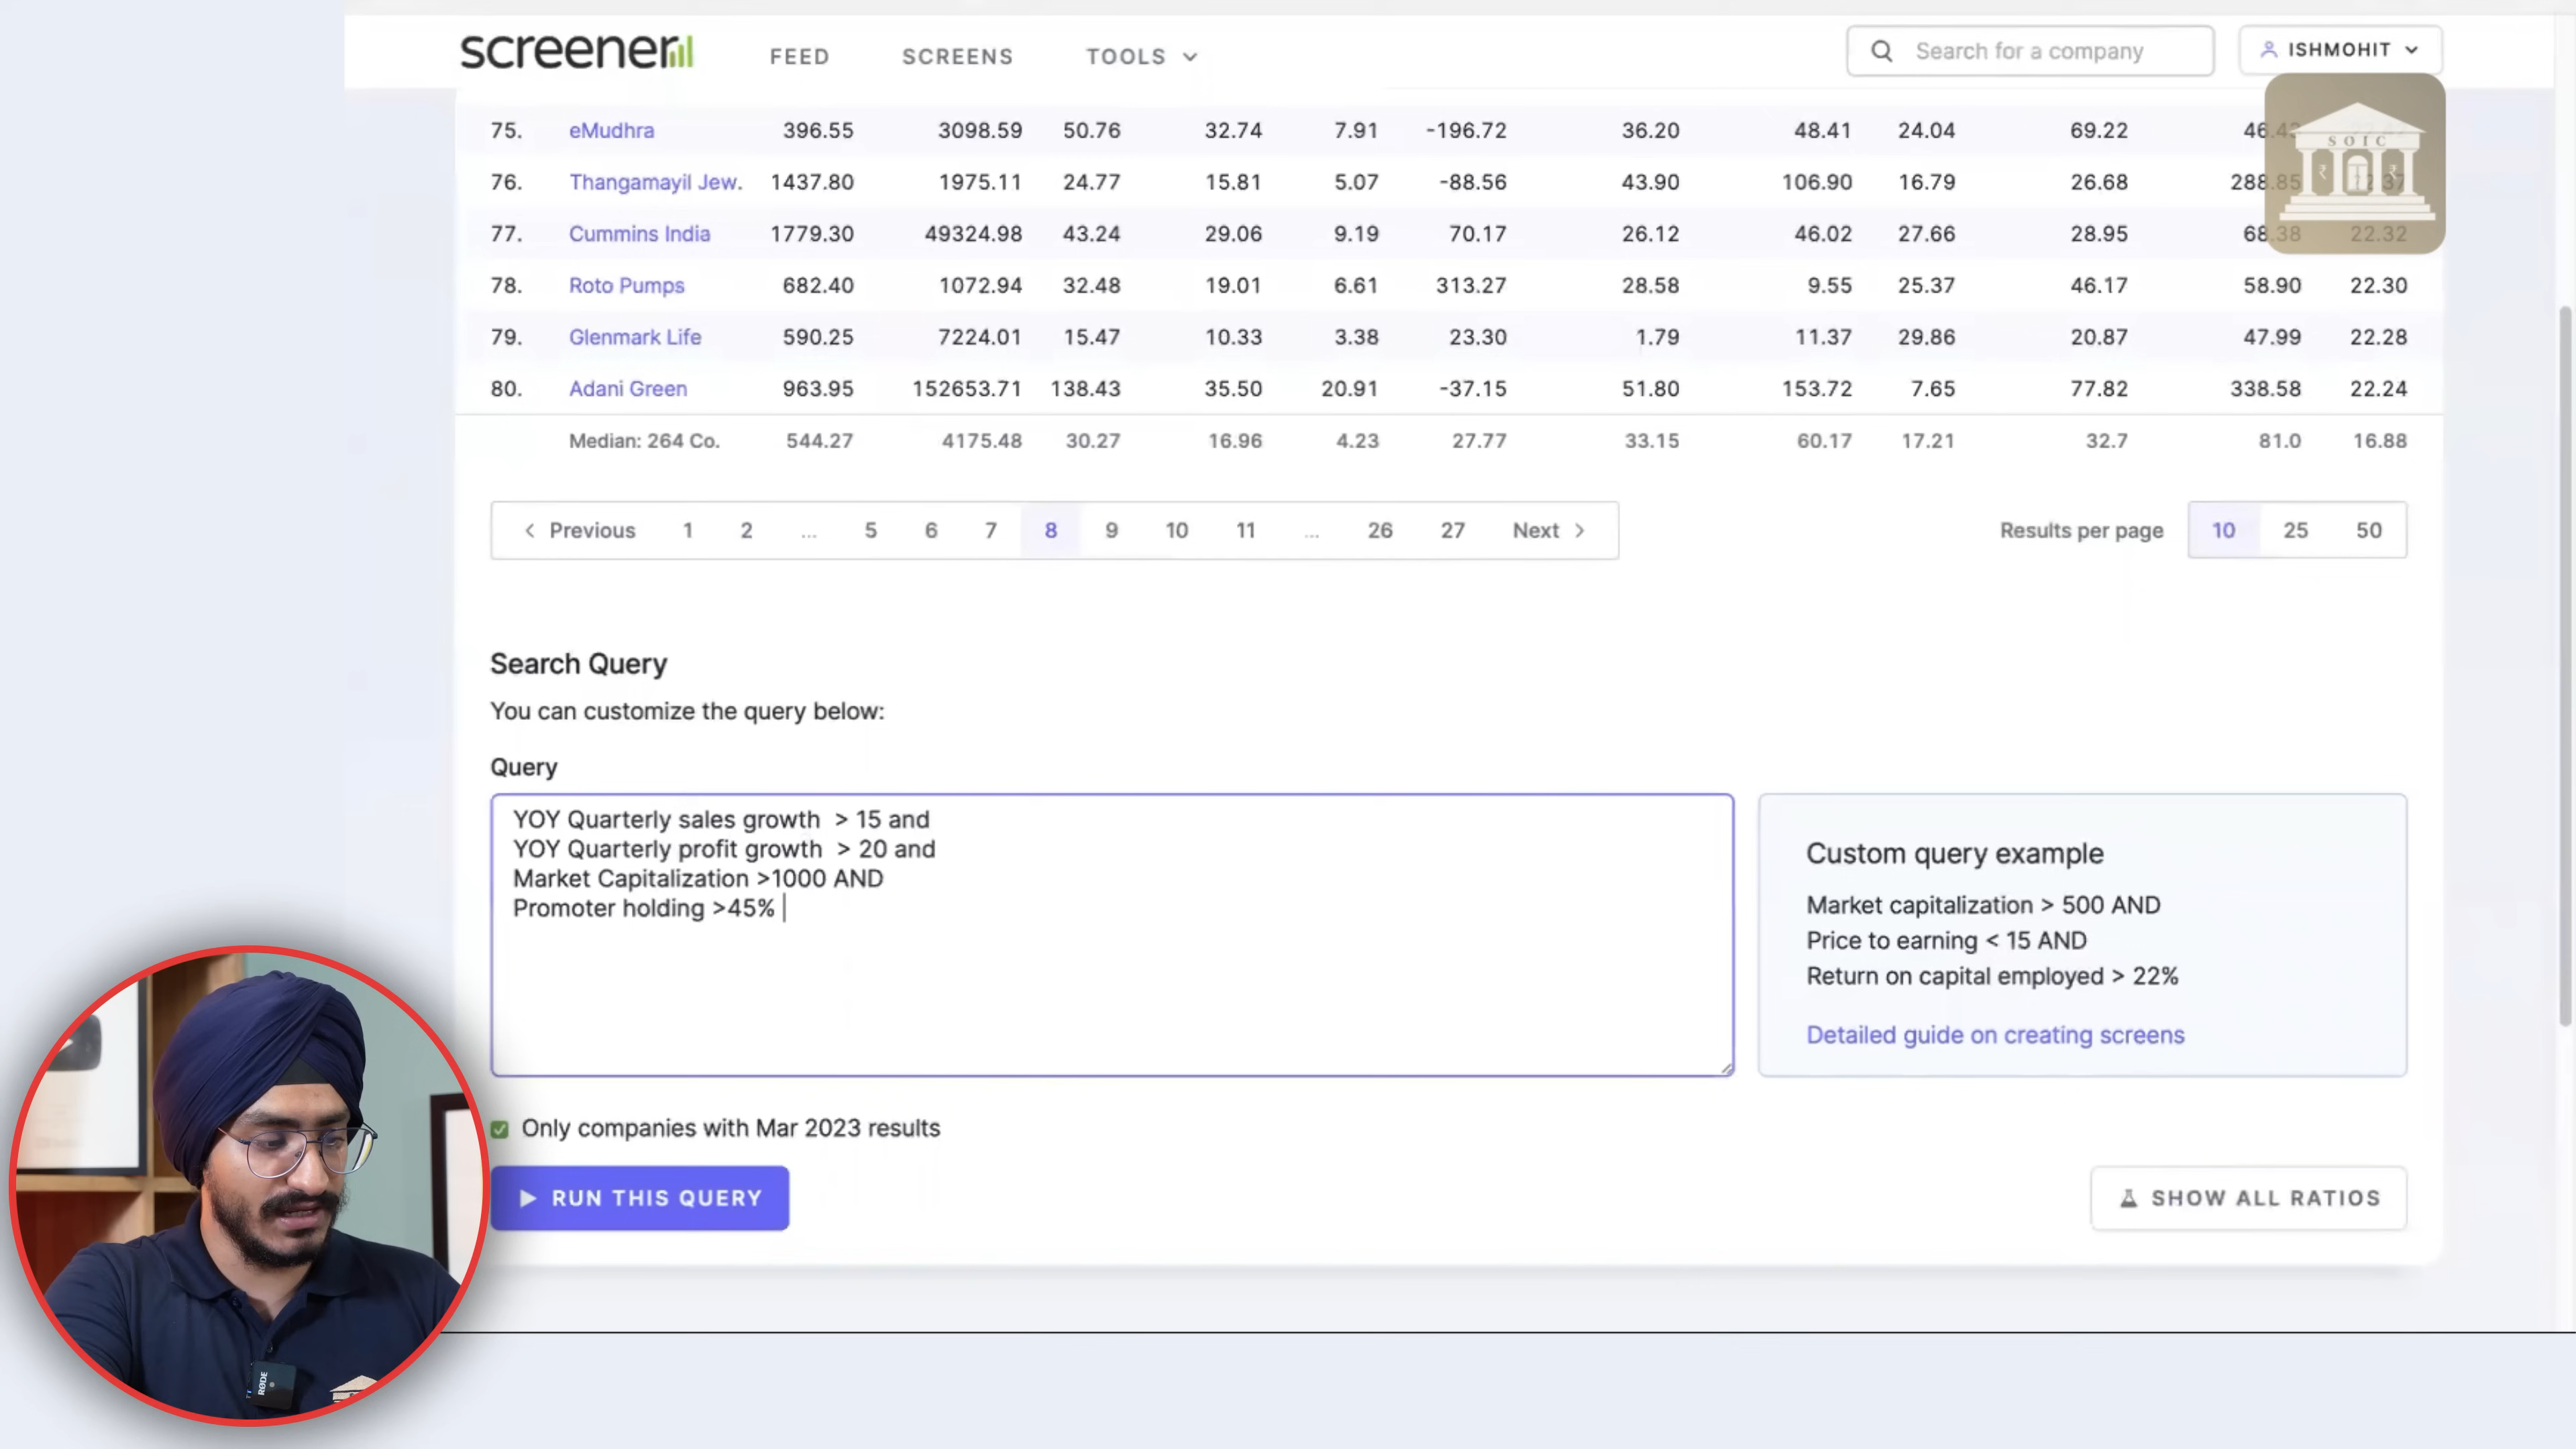 screener FEED SCREENS TOOLS Search for a company ISHMOHIT
SOIC
75. eMudhra 396.55 3098.59 50.76 32.74 7.91 -196.72 36.20 48.41 24.04 69.22
76. Thangamayil Jew. 1437.80 1975.11 24.77 15.81 5.07 -88.56 43.90 106.90 16.79 26.68 288.85
77. Cummins India 1779.30 49324.98 43.24 29.06 9.19 70.17 26.12 46.02 27.66 28.95 68.38 22.32
78. Roto Pumps 682.40 1072.94 32.48 19.01 6.61 313.27 28.58 9.55 25.37 46.17 58.90 22.30
79. Glenmark Life 590.25 7224.01 15.47 10.33 3.38 23.30 1.79 11.37 29.86 20.87 47.99 22.28
80. Adani Green 963.95 152653.71 138.43 35.50 20.91 -37.15 51.80 153.72 7.65 77.82 338.58 22.24
Median: 264 Co. 544.27 4175.48 30.27 16.96 4.23 27.77 33.15 60.17 17.21 32.7 81.0 16.88
Previous 1 2 ... 5 6 7 8 9 10 11 ... 26 27 Next Results per page 10 25 50
Search Query
You can customize the query below:
Query
YOY Quarterly sales growth > 15 and
YOY Quarterly profit growth > 20 and
Market Capitalization >1000 AND
Promoter holding >45%
Custom query example
Market capitalization > 500 AND
Price to earning < 15 AND
Return on capital employed > 22%
Detailed guide on creating screens
Only companies with Mar 2023 results
RUN THIS QUERY SHOW ALL RATIOS
RØDE